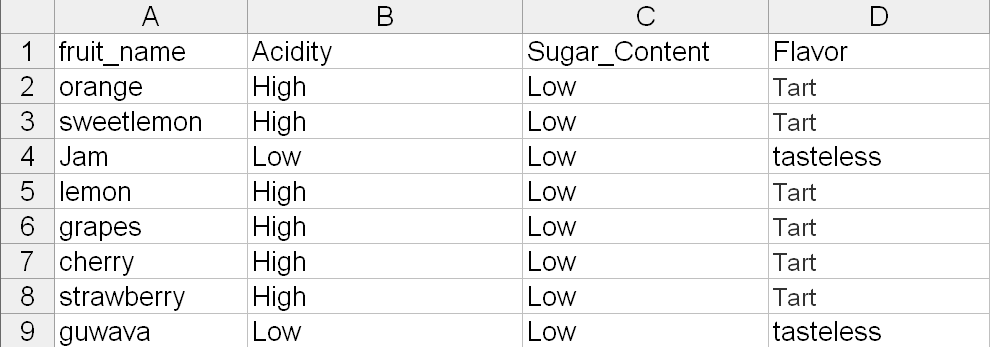 A B C D
1 fruit_name Acidity Sugar_Content Flavor
2 orange High Low Tart
3 sweetlemon High Low Tart
4 Jam Low Low tasteless
5 lemon High Low Tart
6 grapes High Low Tart
7 cherry High Low Tart
8 strawberry High Low Tart
9 guwava Low Low tasteless